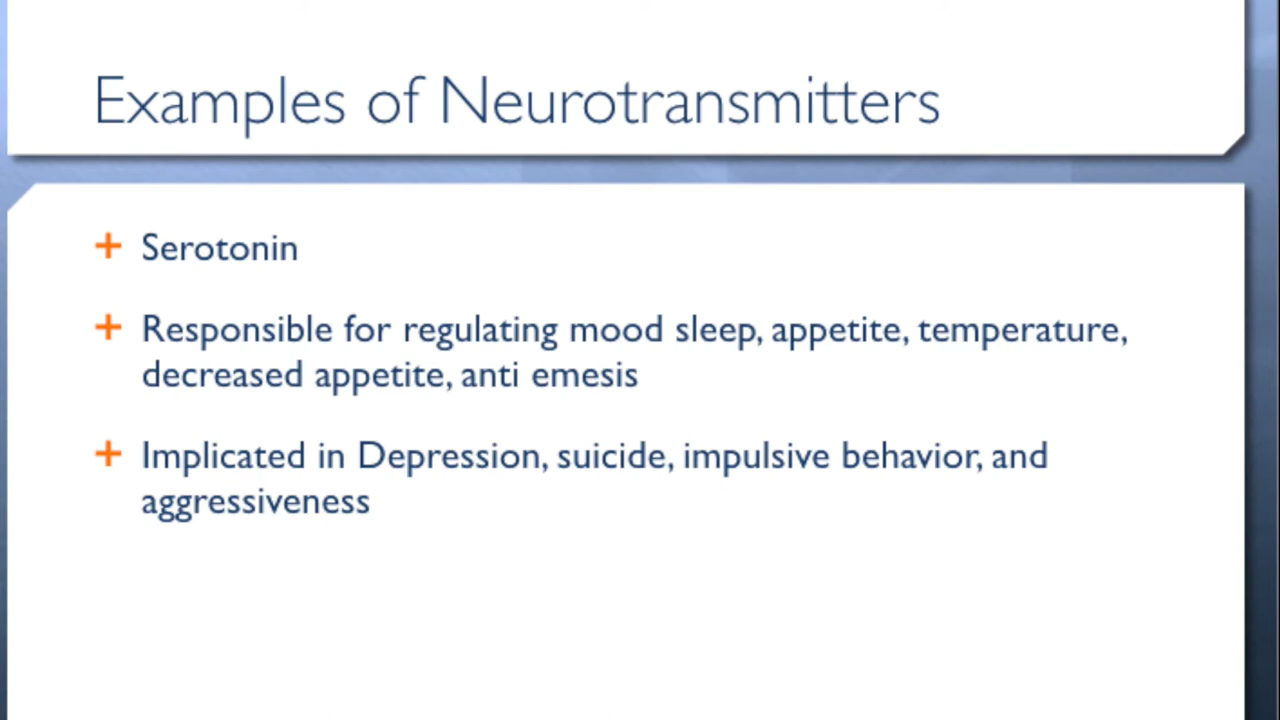 Examples of Neurotransmitters
+ Serotonin
+ Responsible for regulating mood sleep, appetite, temperature,
decreased appetite, anti emesis
+ Implicated in Depression, suicide, impulsive behavior, and
aggressiveness